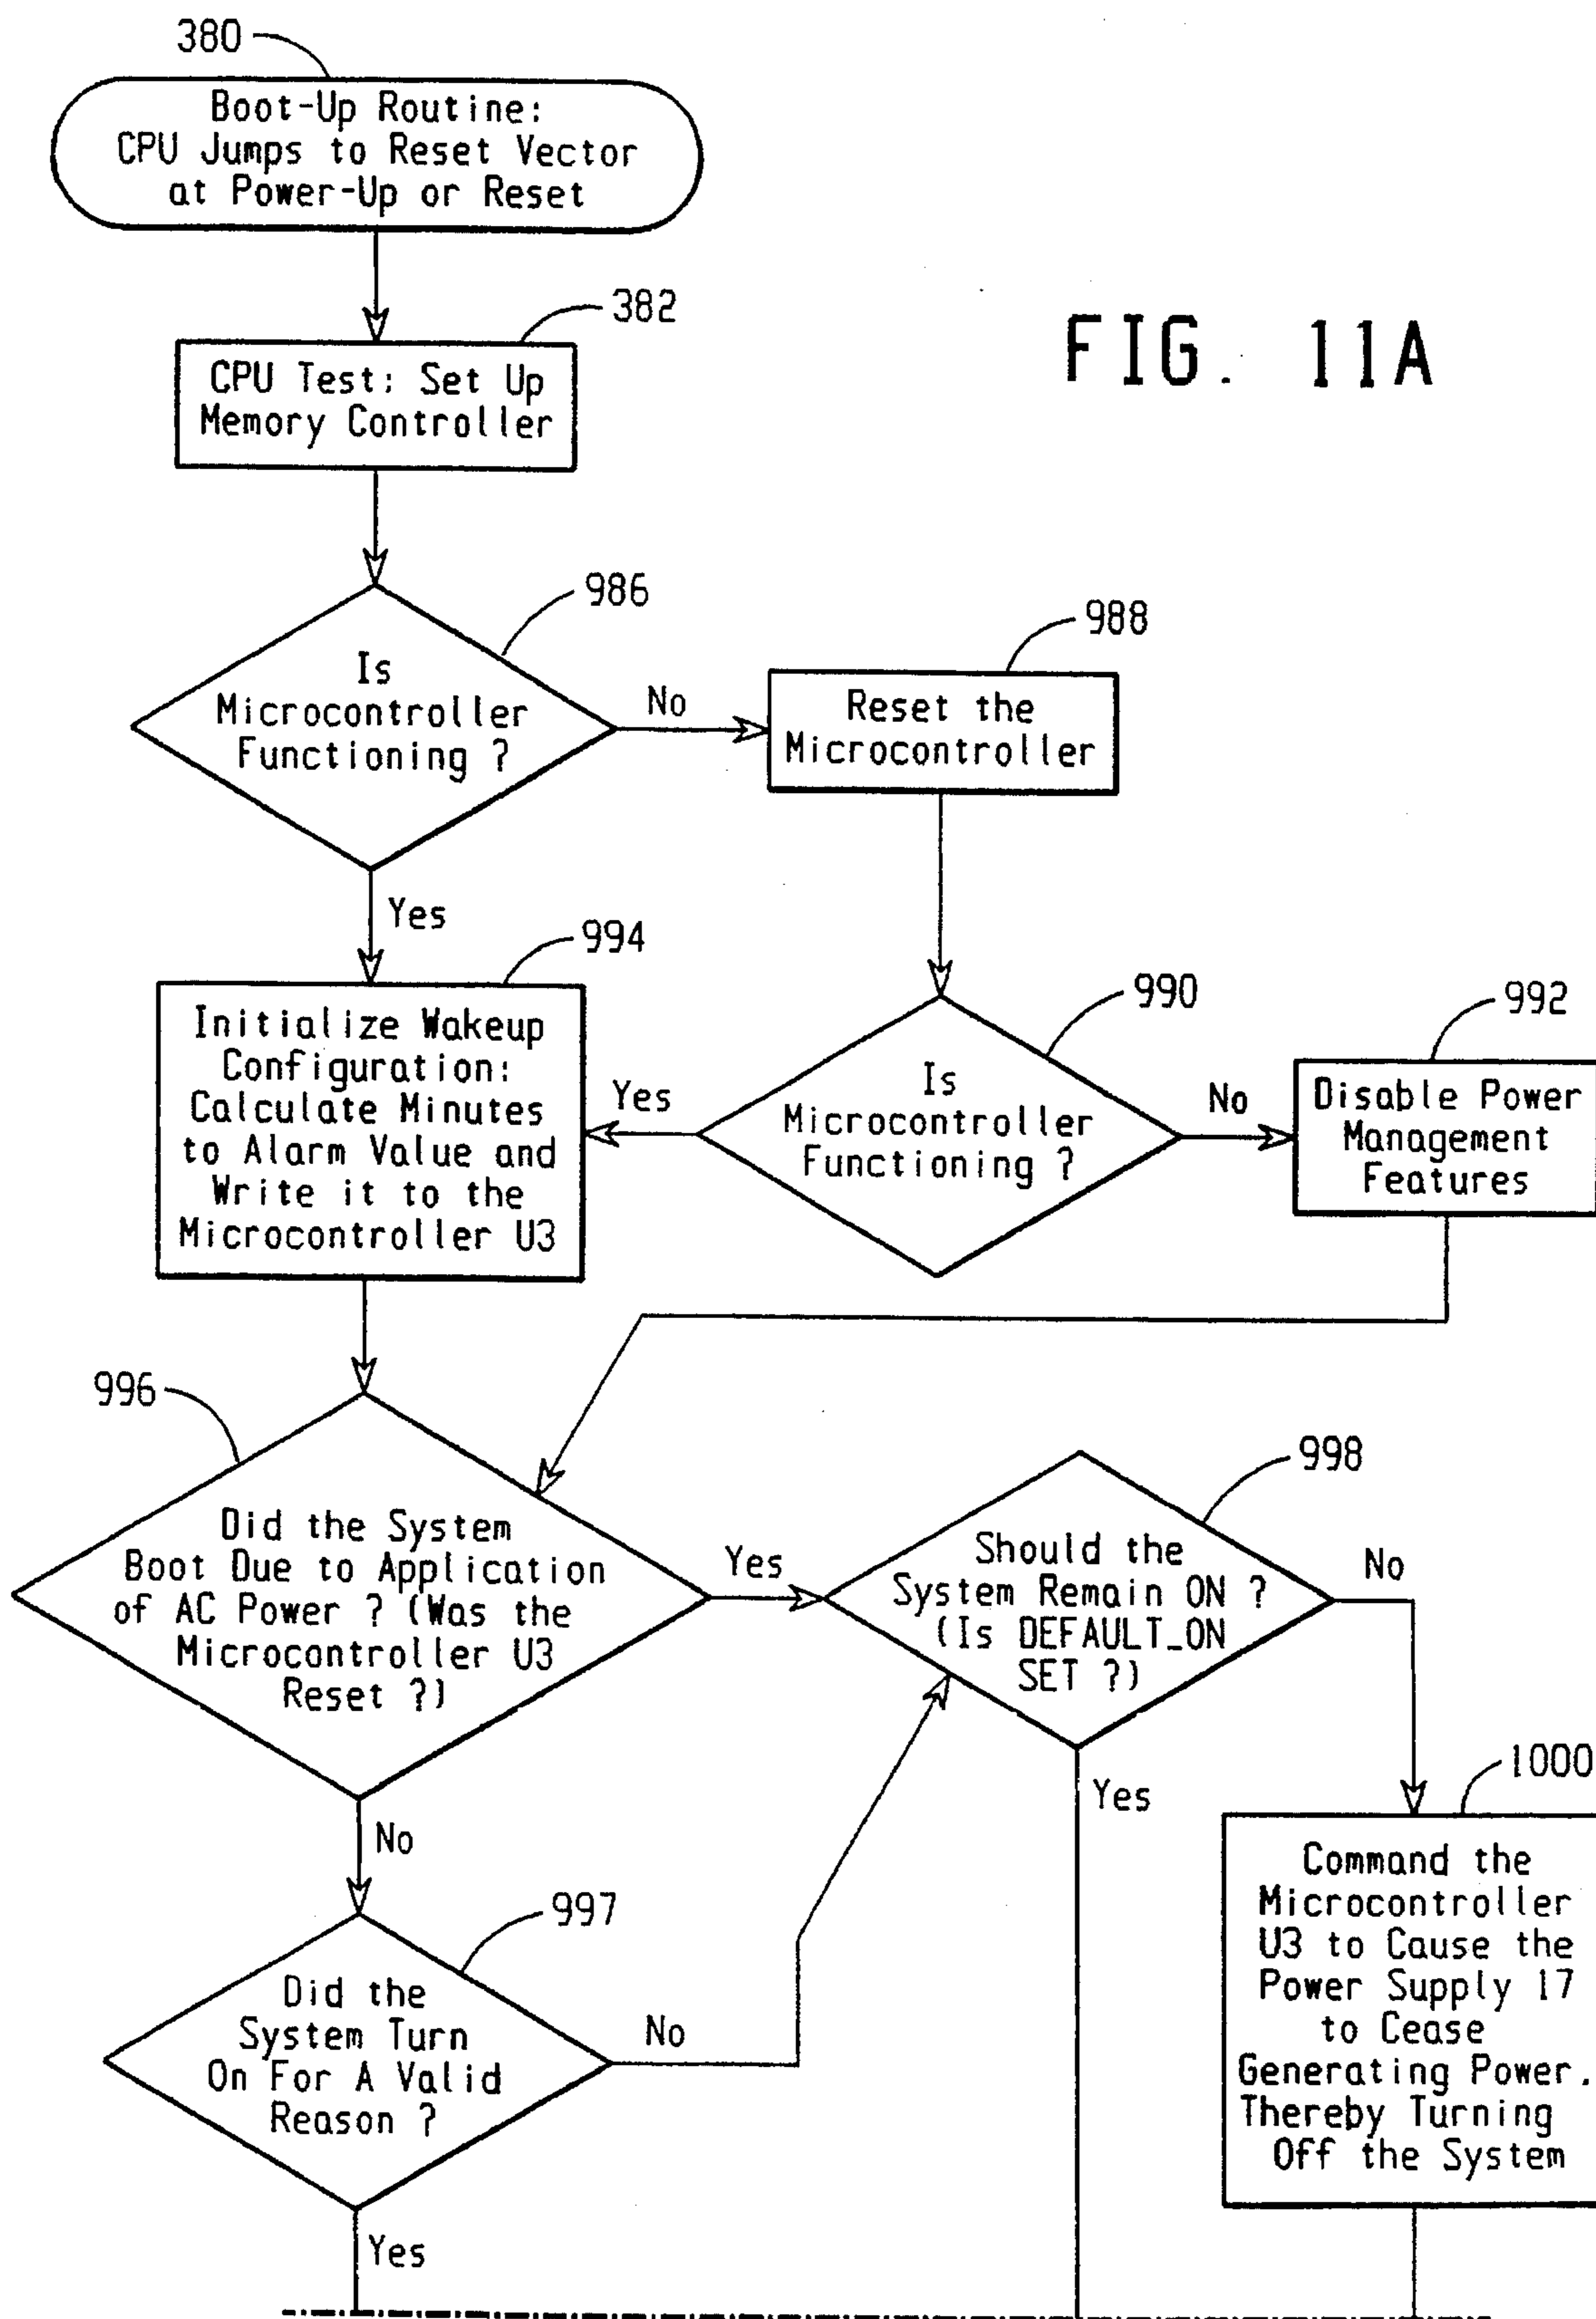 380
Boot-Up Routine:
CPU Jumps to Reset Vector
at Power-Up or Reset
382
CPU Test: Set Up
Memory Controller
FIG. 11A
986
Is
Microcontroller
Functioning ?
No
988
Reset the
Microcontroller
Yes
994
Initialize Wakeup
Configuration:
Calculate Minutes
to Alarm Value and
Write it to the
Microcontroller U3
990
Is
Microcontroller
Functioning ?
Yes
No
992
Disable Power
Management
Features
996
Did the System
Boot Due to Application
of AC Power ? (Was the
Microcontroller U3
Reset ?)
Yes
998
Should the
System Remain ON ?
(Is DEFAULT_ON
SET ?)
No
Yes
1000
Command the
Microcontroller
U3 to Cause the
Power Supply 17
to Cease
Generating Power.
Thereby Turning
Off the System
No
997
Did the
System Turn
On For A Valid
Reason ?
No
Yes